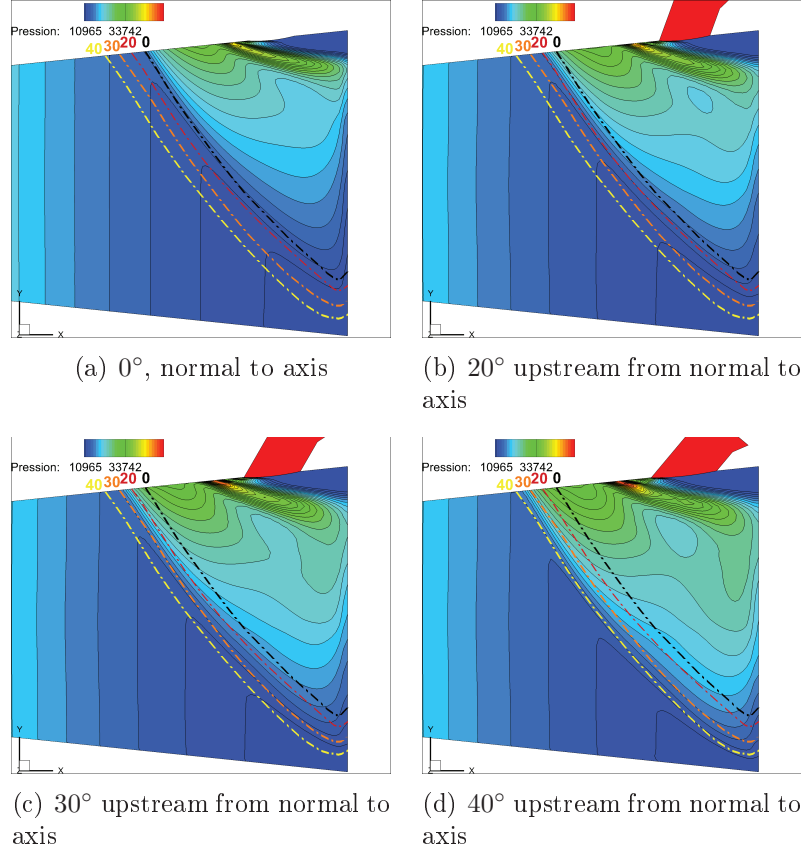 Pression: 10965 33742
40 30 20 0
Y
Z X
(a) 0°, normal to axis
Pression: 10965 33742
40 30 20 0
Y
Z X
(b) 20° upstream from normal to
axis
Pression: 10965 33742
40 30 20 0
Y
Z X
(c) 30° upstream from normal to
axis
Pression: 10965 33742
40 30 20 0
Y
Z X
(d) 40° upstream from normal to
axis